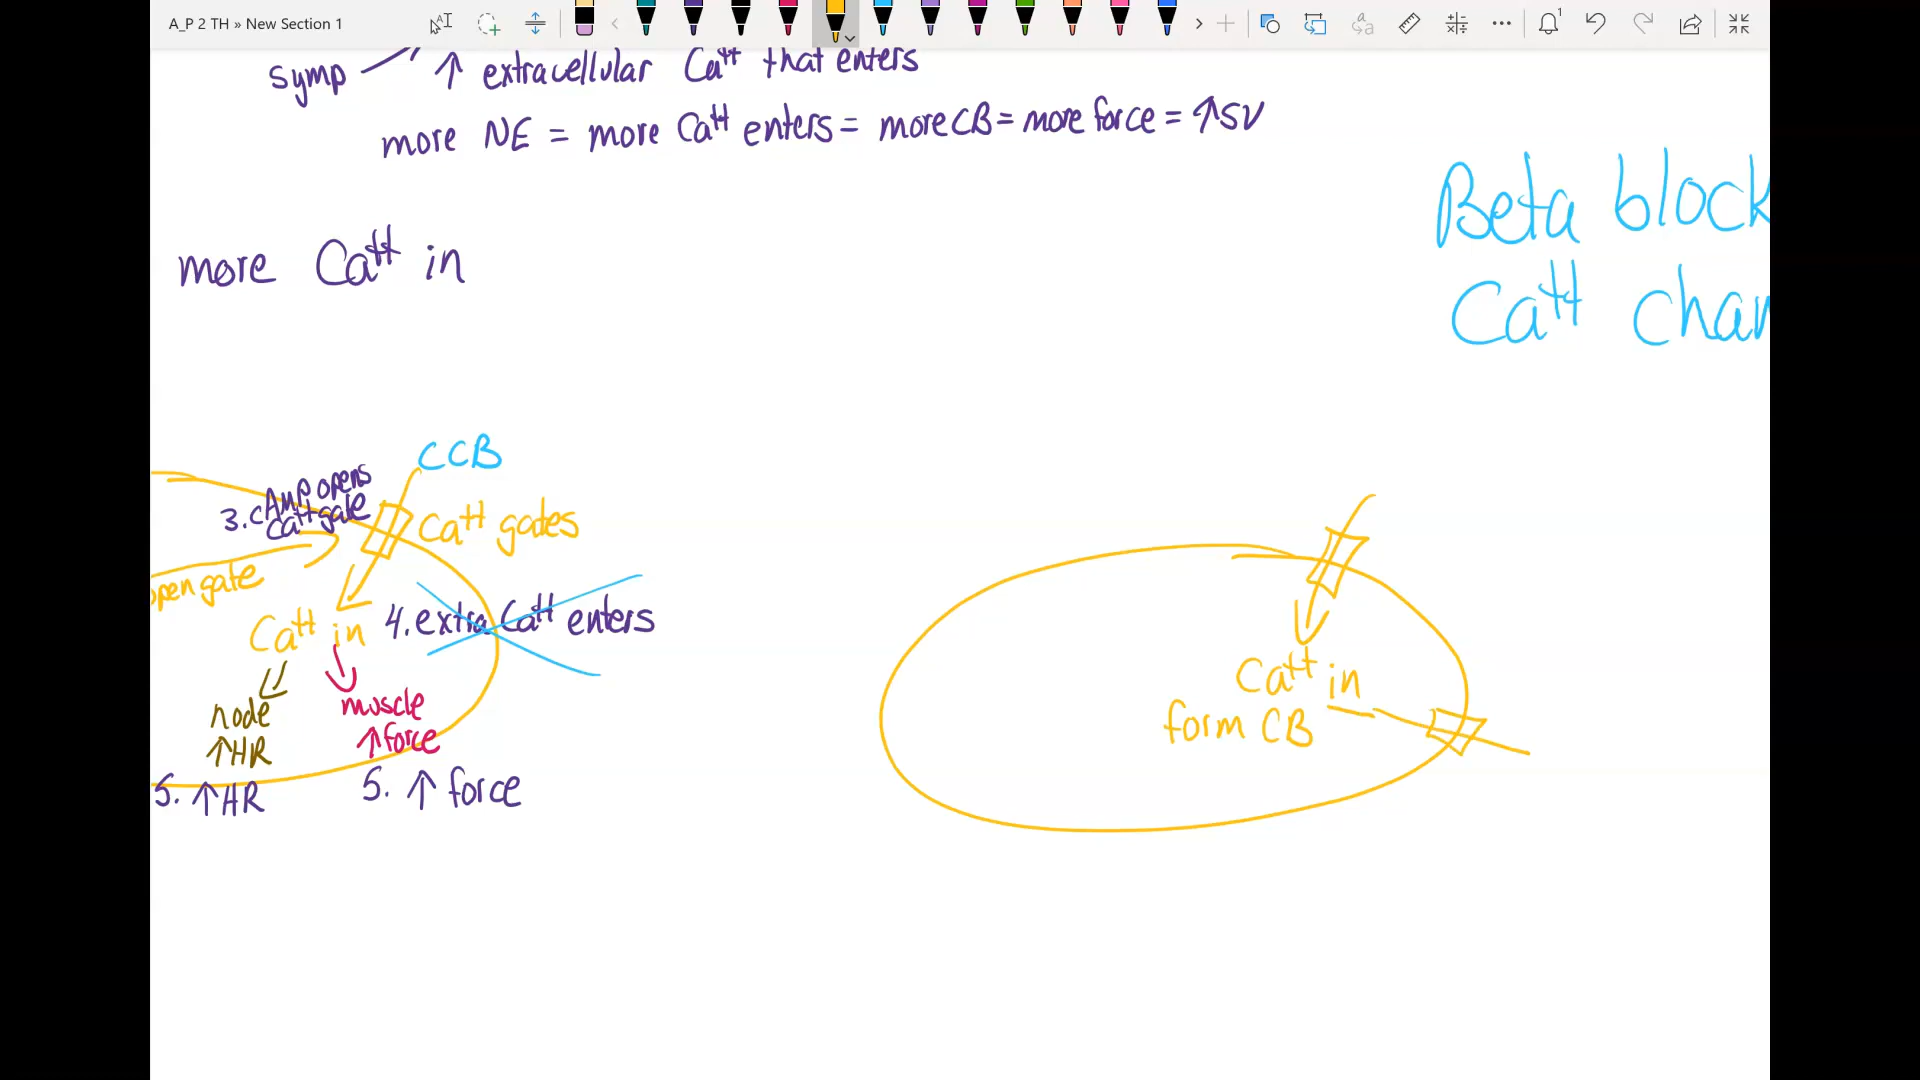 A_P 2 TH » New Section 1
symp ↑ extracellular Ca++ that enters
more NE = more Ca++ enters = more CB = more force = ↑SV
Beta block
more Ca++ in
Ca++ chan
CCB
3. cAMP opens
Ca++ gate
Ca++ gates
open gate
Ca++ in
4. extra Ca++ enters
node
↑HR
muscle
↑force
5. ↑HR
5. ↑ force
Ca++ in
form CB